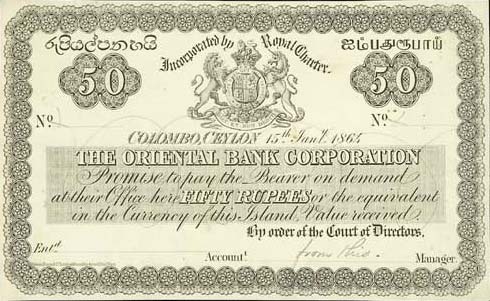 රුපියල්පනහයි
ஐம்பதுரூபாய்
Incorporated by Royal Charter.
50
50
No.
No.
COLOMBO, CEYLON 15th Jany. 1864
THE ORIENTAL BANK CORPORATION
Promise to pay the Bearer on demand
at their Office here FIFTY RUPEES or the equivalent
in the Currency of this Island, Value received
By order of the Court of Directors.
Entd.
Accountt.
Manager.